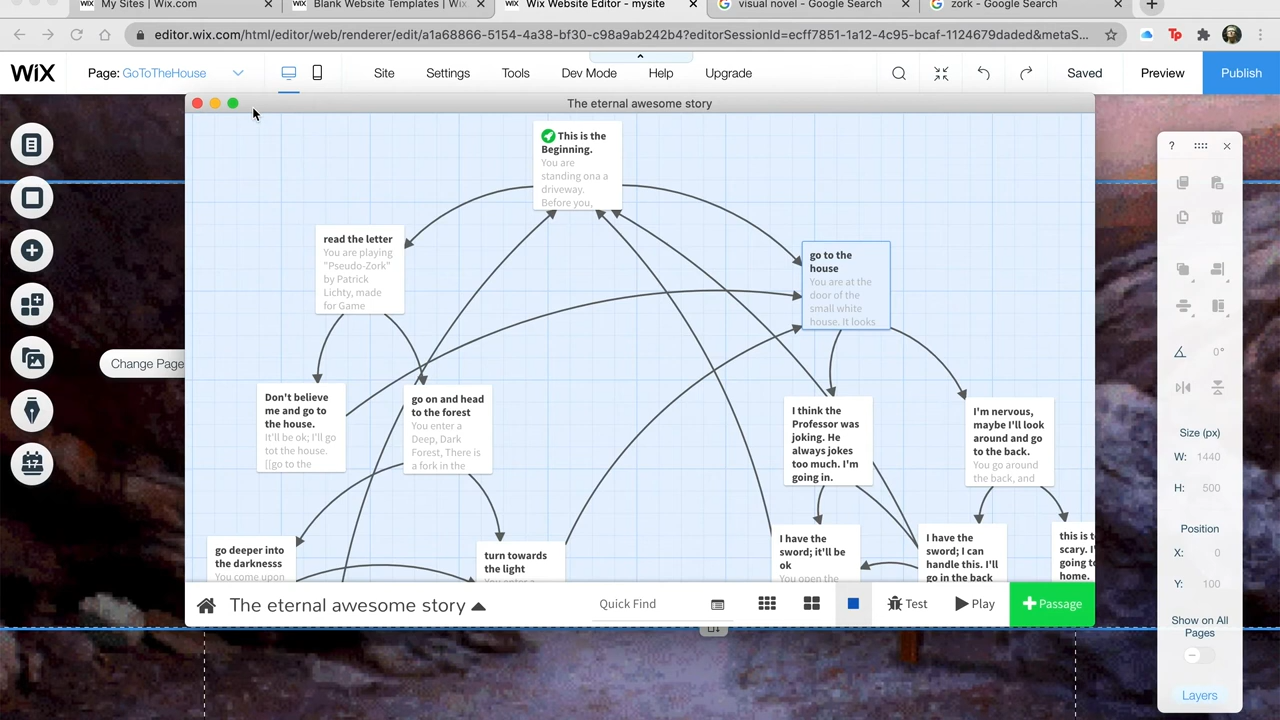 WIX My Sites | Wix.com
WIX Blank Website Templates | Wix
WIX Wix Website Editor - mysite
visual novel - Google Search
zork - Google Search
editor.wix.com/html/editor/web/renderer/edit/a1a68866-5154-4a38-bf30-c98a9ab242b4?editorSessionId=ecff7851-1a12-4c95-bcaf-1124679daded&metaS...
Tp
WiX
Page: GoToTheHouse
Site
Settings
Tools
Dev Mode
Help
Upgrade
Saved
Preview
Publish
The eternal awesome story
This is the
Beginning.
You are
standing ona a
driveway.
Before you,
read the letter
You are playing
"Pseudo-Zork"
by Patrick
Lichty, made
for Game
go to the
house
You are at the
door of the
small white
house. It looks
Change Page
Don't believe
me and go to
the house.
It'll be ok; I'll go
tot the house.
[[go to the
go on and head
to the forest
You enter a
Deep, Dark
Forest, There is
a fork in the
I think the
Professor was
joking. He
always jokes
too much. I'm
going in.
I'm nervous,
maybe I'll look
around and go to
the back.
You go around
the back, and
go deeper into
the darknesss
You come upon
turn towards
the light
You enter a
I have the
sword; it'll be
ok
You open the
I have the
sword; I can
handle this. I'll
go in the back
this is t
scary. I'
going to
home.
The eternal awesome story
Quick Find
Test
Play
+Passage
17
?
0°
Size (px)
W: 1440
H: 500
Position
X: 0
Y: 100
Show on All
Pages
Layers